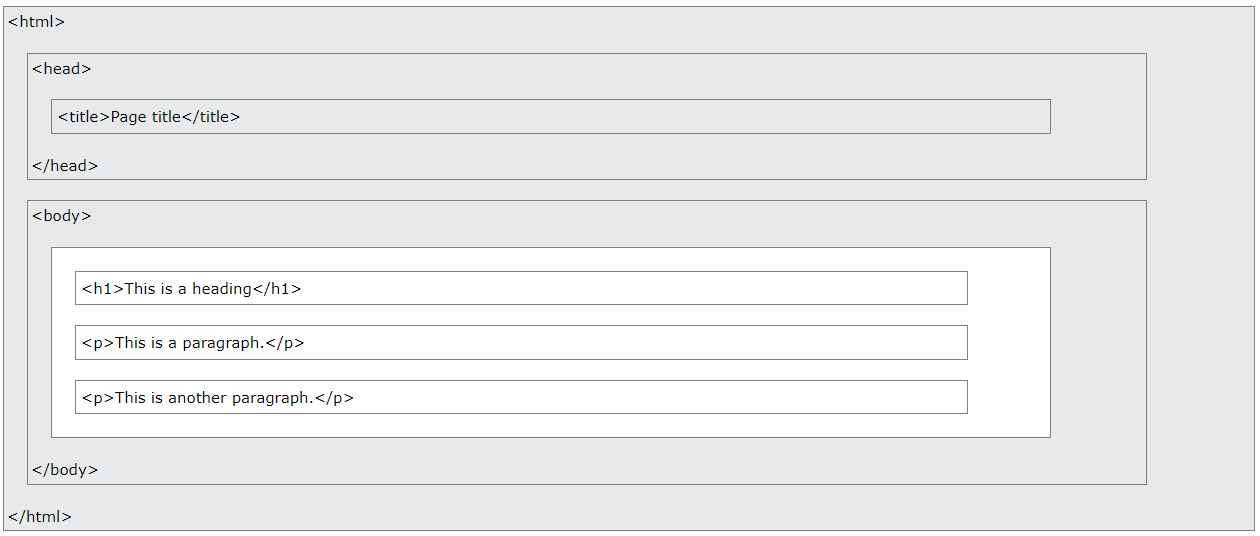 <html>
<head>
<title>Page title</title>
</head>
<body>
<h1>This is a heading</h1>
<p>This is a paragraph.</p>
<p>This is another paragraph.</p>
</body>
</html>